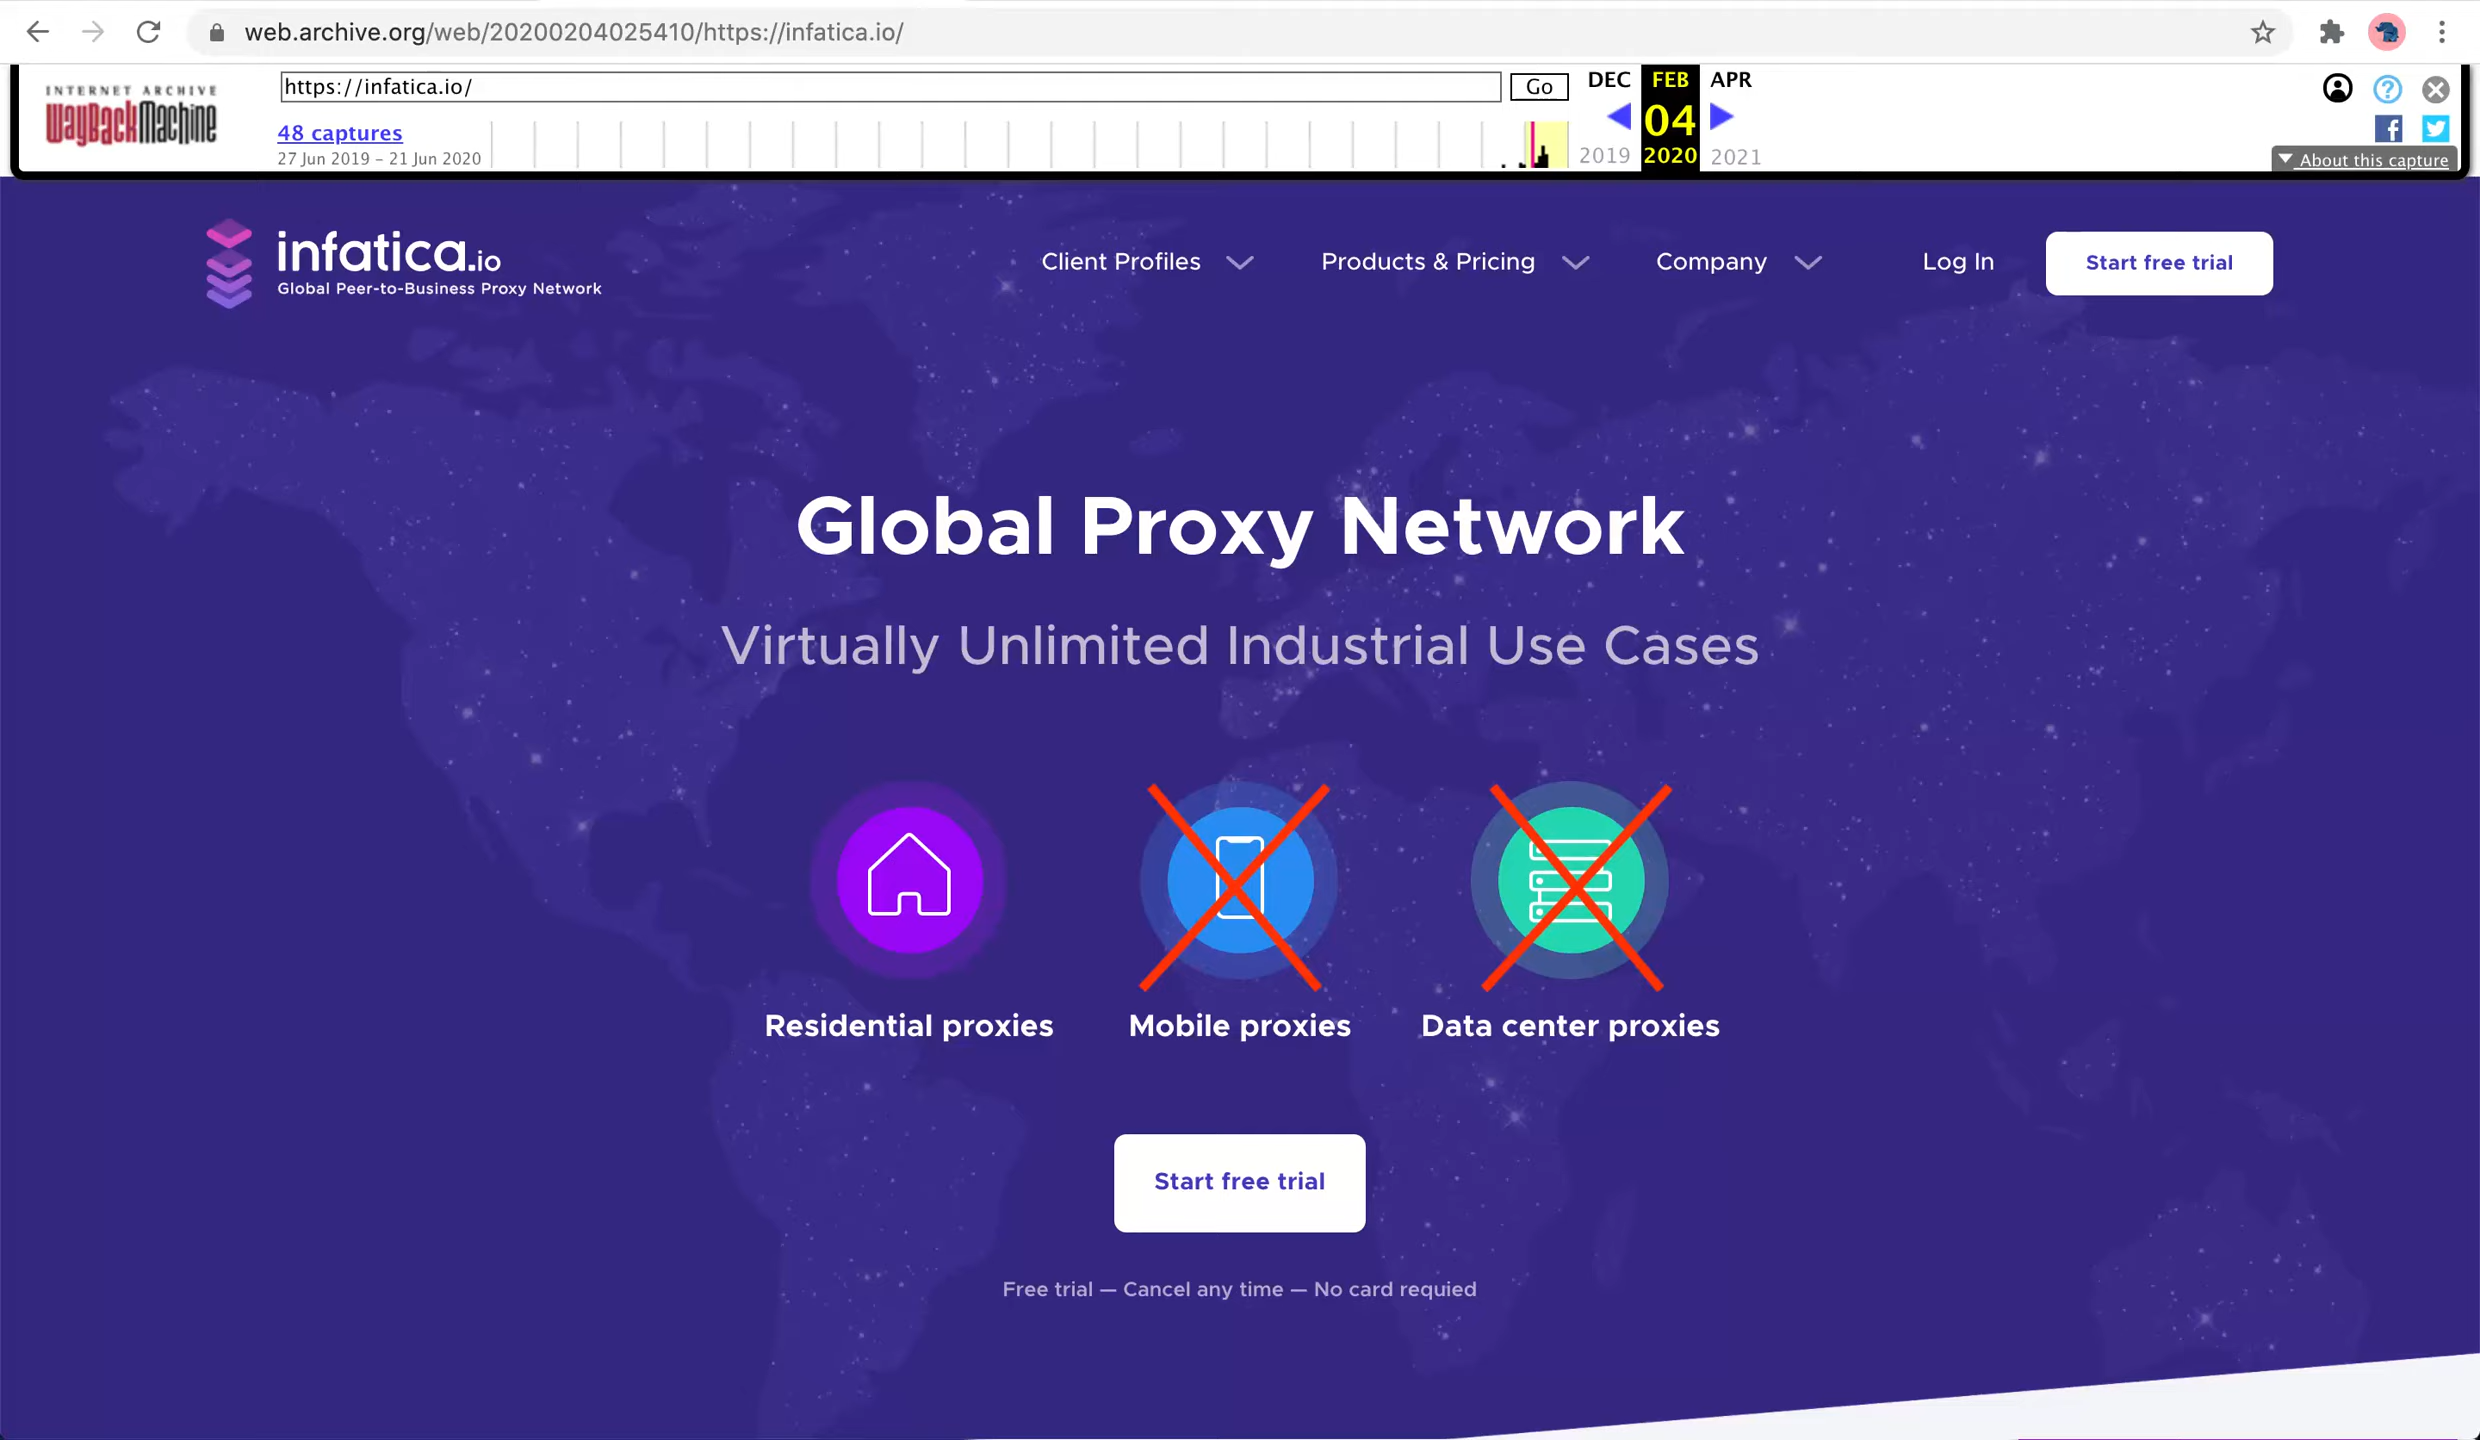 web.archive.org/web/20200204025410/https://infatica.io/
INTERNET ARCHIVE
WayBackMachine
https://infatica.io/
Go
DEC
FEB
APR
48 captures
04
27 Jun 2019 – 21 Jun 2020
2019
2020
2021
About this capture
infatica.io
Global Peer-to-Business Proxy Network
Client Profiles
Products & Pricing
Company
Log In
Start free trial
Global Proxy Network
Virtually Unlimited Industrial Use Cases
Residential proxies
Mobile proxies
Data center proxies
Start free trial
Free trial — Cancel any time — No card requied